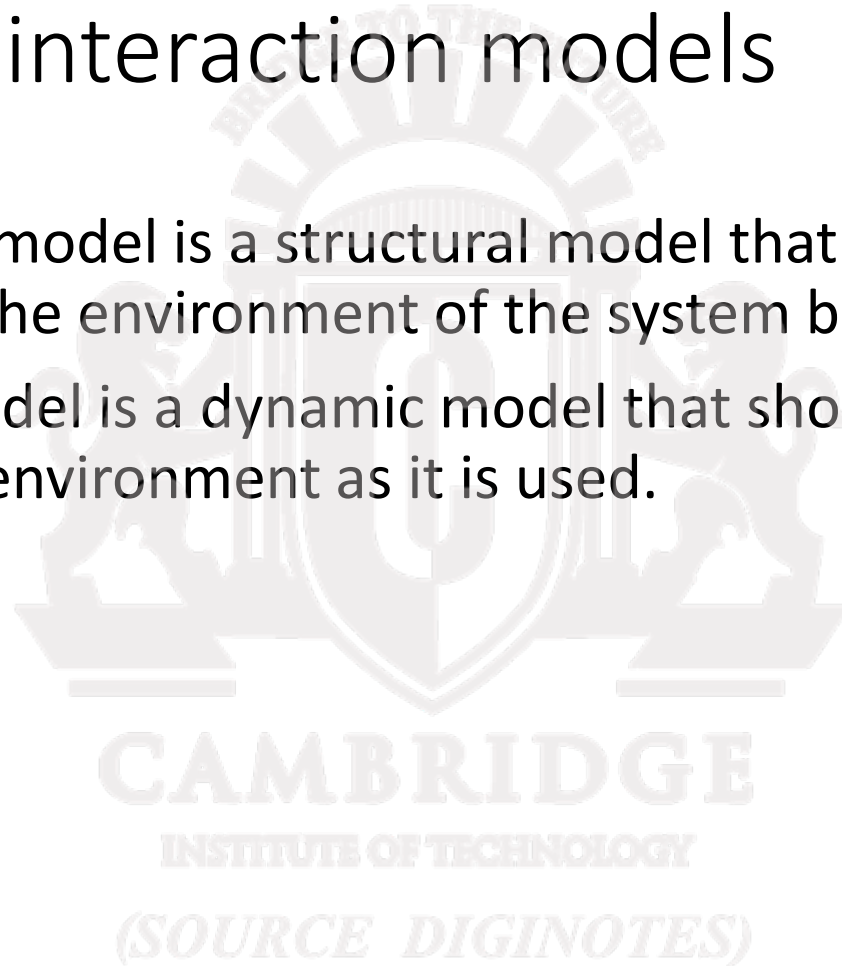 interaction models
model is a structural model that
he environment of the system b
del is a dynamic model that sho
environment as it is used.
CAMBRIDGE
INSTITUTE OF TECHNOLOGY
(SOURCE DIGINOTES)